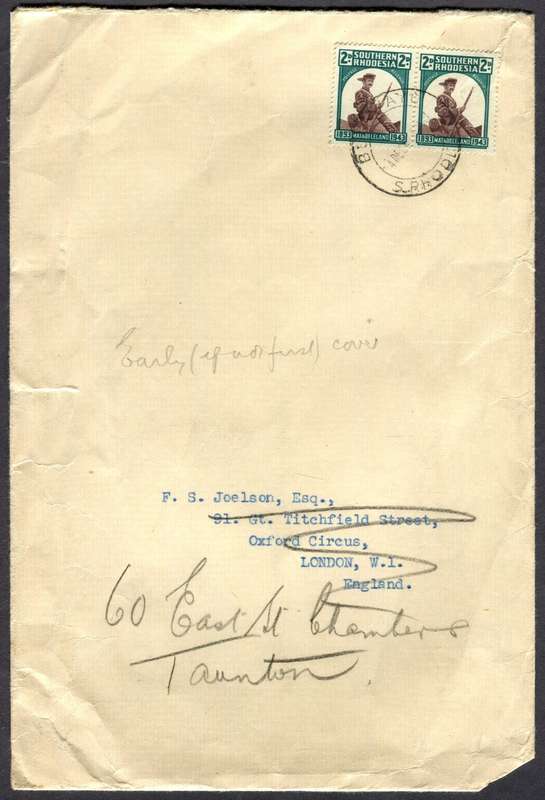 2D SOUTHERN RHODESIA 2D
1893 MATABELELAND 1943
SOUTHERN RHODESIA 2D
1893 MATABELELAND 1943
S. RHOD
Early (if not first) cover
F. S. Joelson, Esq.,
91. Gt. Titchfield Street,
Oxford Circus,
LONDON, W.1.
England.
60 East St Chambers
Taunton.